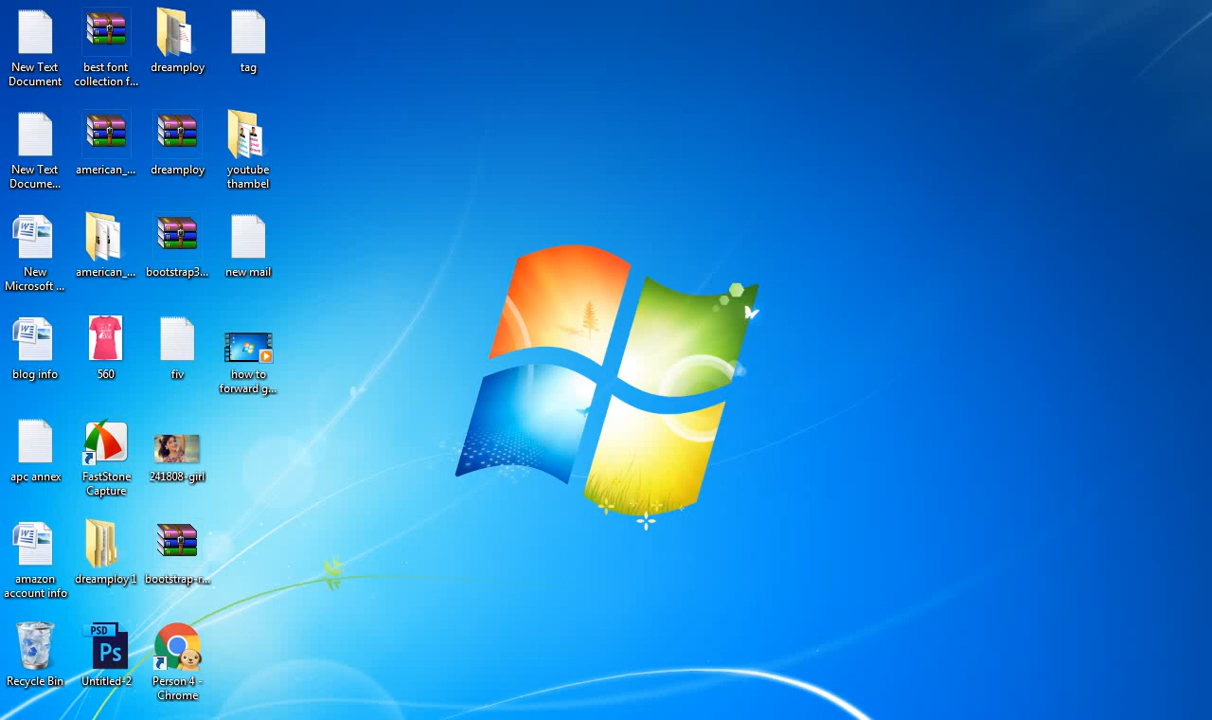 New Text
Document
best font
collection f...
dreamploy
tag
New Text
Docume...
american_...
dreamploy
youtube
thambel
New
Microsoft ...
american_...
bootstrap3...
new mail
blog info
560
fiv
how to
forward g...
apc annex
FastStone
Capture
241808-girl
amazon
account info
dreamploy 1
bootstrap-r...
Recycle Bin
PSD
Ps
Untitled-2
Person 4 -
Chrome